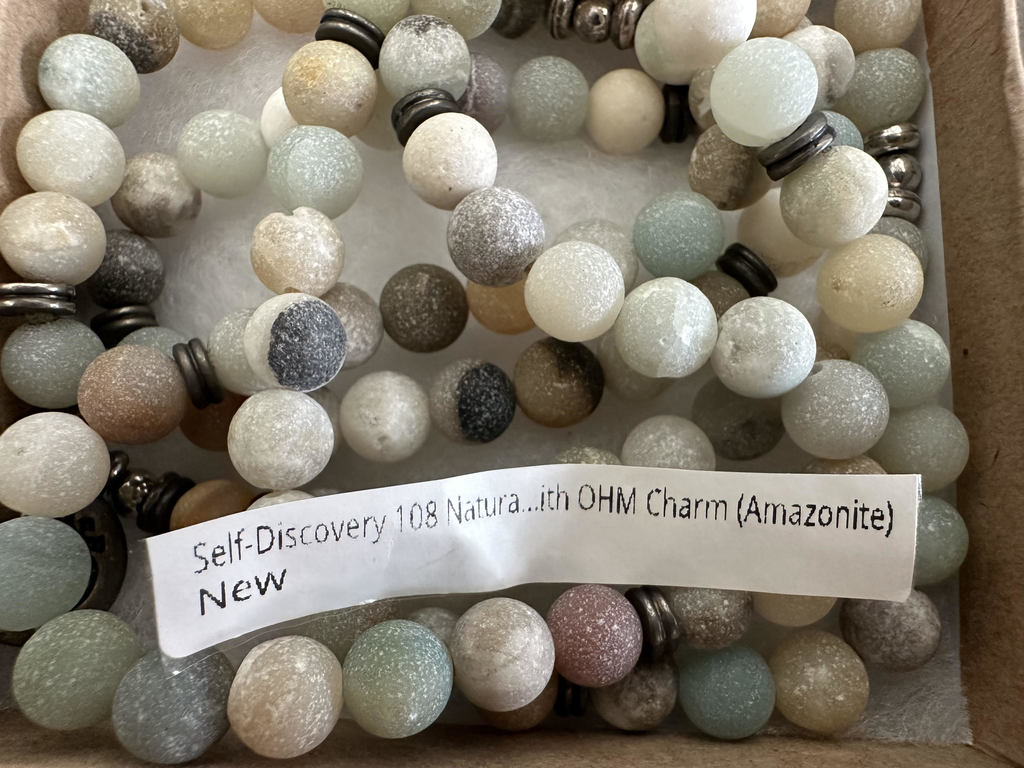 Self-Discovery 108 Natura...ith OHM Charm (Amazonite)
New